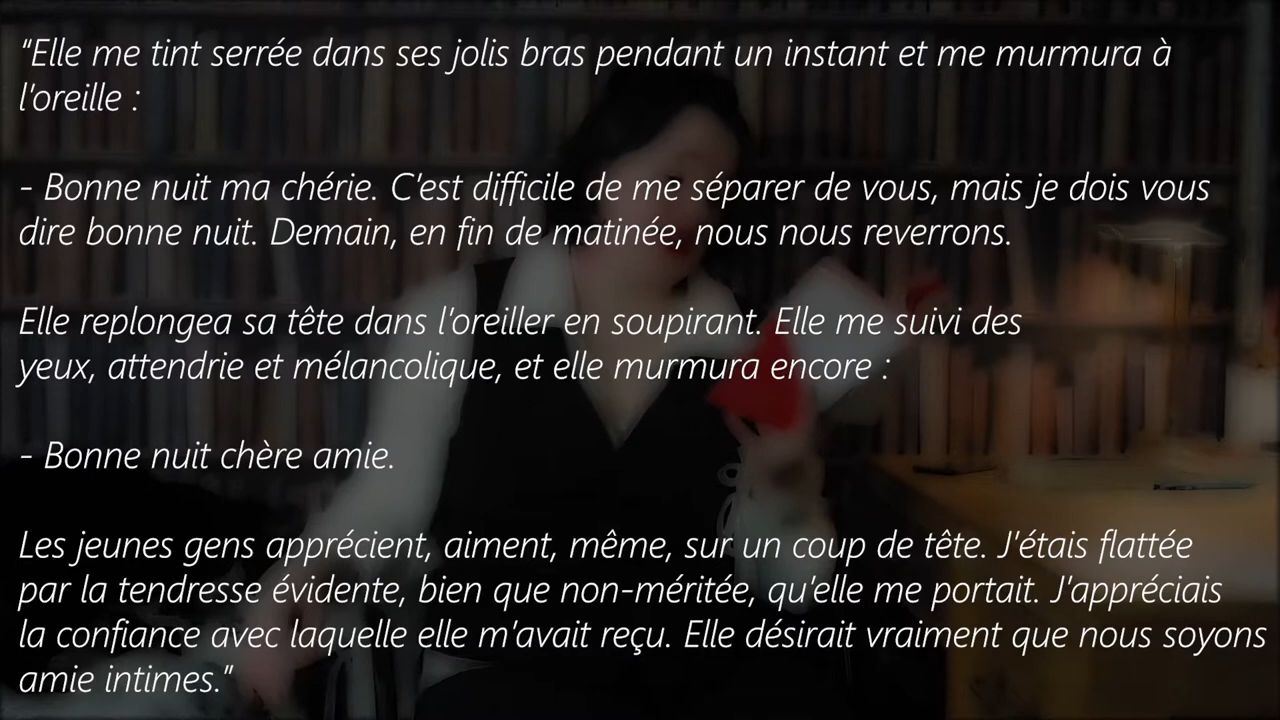 “Elle me tint serrée dans ses jolis bras pendant un instant et me murmura à
l'oreille :
- Bonne nuit ma chérie. C'est difficile de me séparer de vous, mais je dois vous
dire bonne nuit. Demain, en fin de matinée, nous nous reverrons.
Elle replongea sa tête dans l'oreiller en soupirant. Elle me suivi des
yeux, attendrie et mélancolique, et elle murmura encore :
- Bonne nuit chère amie.
Les jeunes gens apprécient, aiment, même, sur un coup de tête. J'étais flattée
par la tendresse évidente, bien que non-méritée, qu'elle me portait. J'appréciais
la confiance avec laquelle elle m'avait reçu. Elle désirait vraiment que nous soyons
amie intimes."